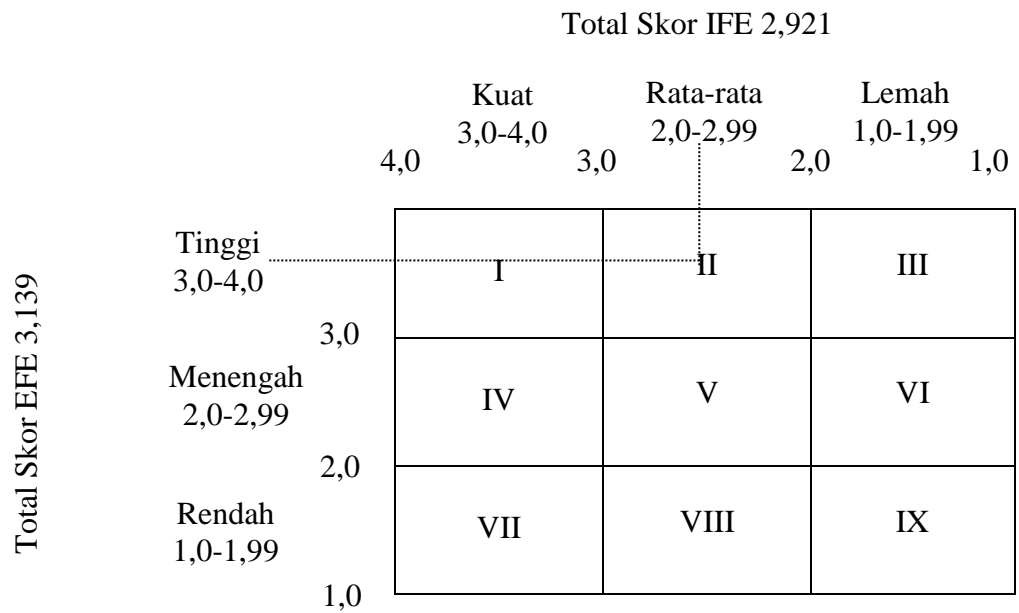 Total Skor IFE 2,921
Kuat
3,0-4,0
Rata-rata
2,0-2,99
Lemah
1,0-1,99
4,0 3,0 2,0 1,0
Total Skor EFE 3,139
Tinggi
3,0-4,0
I II III
3,0
Menengah
2,0-2,99
IV V VI
2,0
Rendah
1,0-1,99
VII VIII IX
1,0